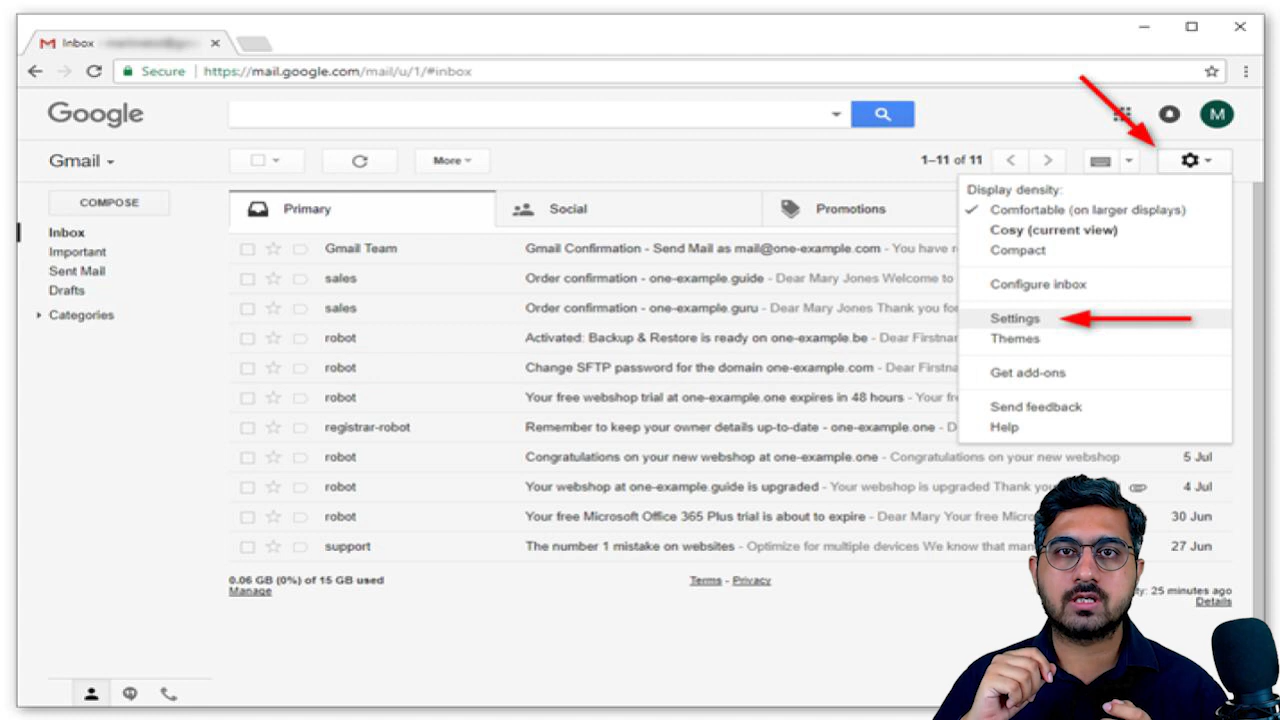 Inbox
Secure https://mail.google.com/mail/u/1/#inbox
Google
M
Gmail
More
1–11 of 11
COMPOSE
Inbox
Important
Sent Mail
Drafts
Categories
Primary
Social
Promotions
Gmail Team Gmail Confirmation - Send Mail as mail@one-example.com - You have
sales Order confirmation - one-example.guide - Dear Mary Jones Welcome to
sales Order confirmation - one-example.guru - Dear Mary Jones Thank you
robot Activated: Backup & Restore is ready on one-example.be - Dear
robot Change SFTP password for the domain one-example.com - Dear
robot Your free webshop trial at one-example.one expires in 48 hours - Your
registrar-robot Remember to keep your owner details up-to-date - one-example.one -
robot Congratulations on your new webshop at one-example.one - Congratulations on your new webshop 5 Jul
robot Your webshop at one-example.guide is upgraded - Your webshop is upgraded Thank 4 Jul
robot Your free Microsoft Office 365 Plus trial is about to expire - Dear Mary Your free 30 Jun
support The number 1 mistake on websites - Optimize for multiple devices We know that 27 Jun
Display density:
Comfortable (on larger displays)
Cosy (current view)
Compact
Configure inbox
Settings
Themes
Get add-ons
Send feedback
Help
0.06 GB (0%) of 15 GB used
Manage
Terms - Privacy
25 minutes ago
Details